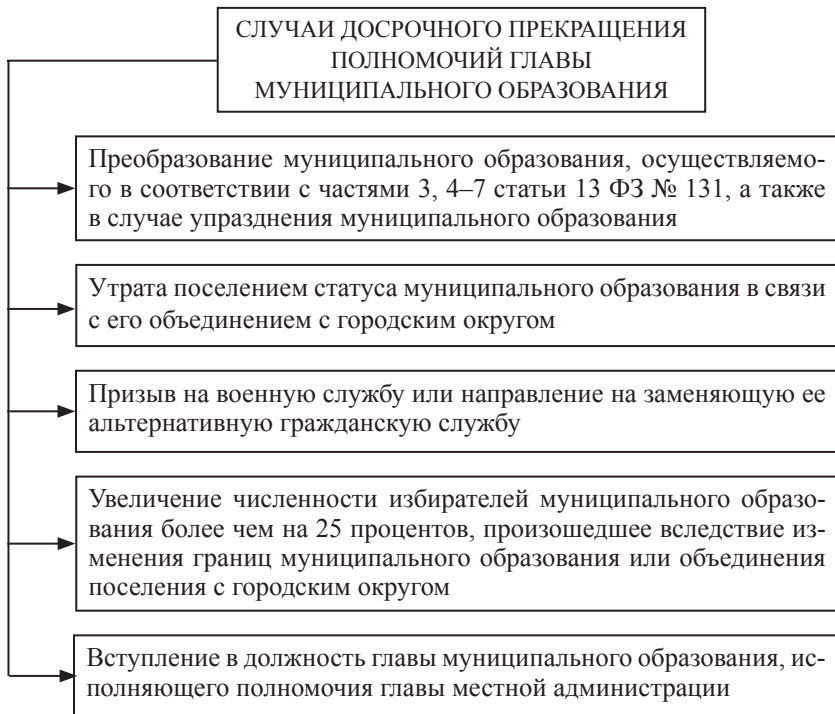 СЛУЧАИ ДОСРОЧНОГО ПРЕКРАЩЕНИЯ
ПОЛНОМОЧИЙ ГЛАВЫ
МУНИЦИПАЛЬНОГО ОБРАЗОВАНИЯ
Преобразование муниципального образования, осуществляемо-
го в соответствии с частями 3, 4–7 статьи 13 ФЗ № 131, а также
в случае упразднения муниципального образования
Утрата поселением статуса муниципального образования в связи
с его объединением с городским округом
Призыв на военную службу или направление на заменяющую ее
альтернативную гражданскую службу
Увеличение численности избирателей муниципального образо-
вания более чем на 25 процентов, произошедшее вследствие из-
менения границ муниципального образования или объединения
поселения с городским округом
Вступление в должность главы муниципального образования, ис-
полняющего полномочия главы местной администрации